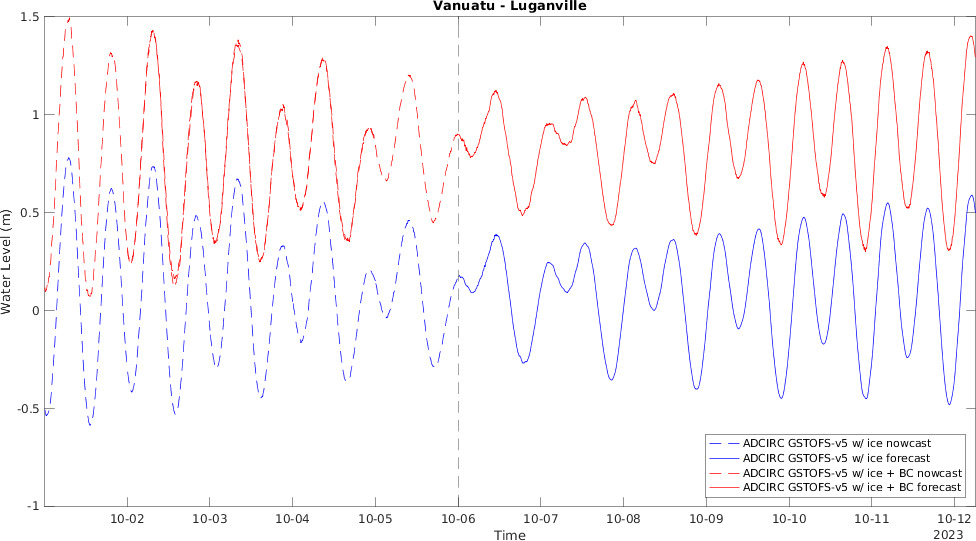 Vanuatu - Luganville
Water Level (m)
1.5
1
0.5
0
-0.5
-1
ADCIRC GSTOFS-v5 w/ ice nowcast
ADCIRC GSTOFS-v5 w/ ice forecast
ADCIRC GSTOFS-v5 w/ ice + BC nowcast
ADCIRC GSTOFS-v5 w/ ice + BC forecast
10-02 10-03 10-04 10-05 10-06 10-07 10-08 10-09 10-10 10-11 10-12
Time
2023